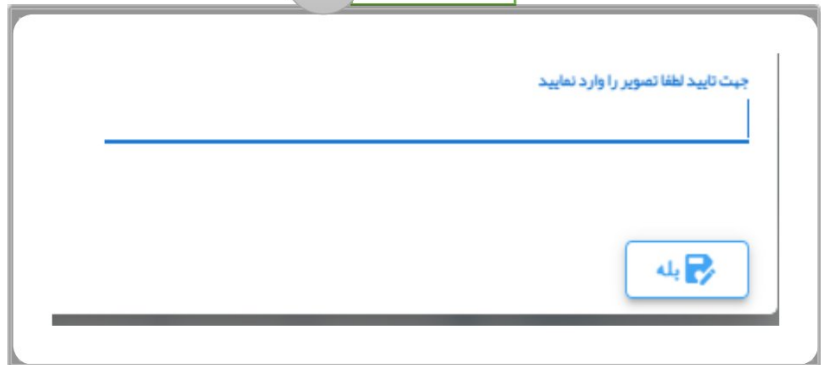 جهت تایید لطفا تصویر را وارد نمایید
بله